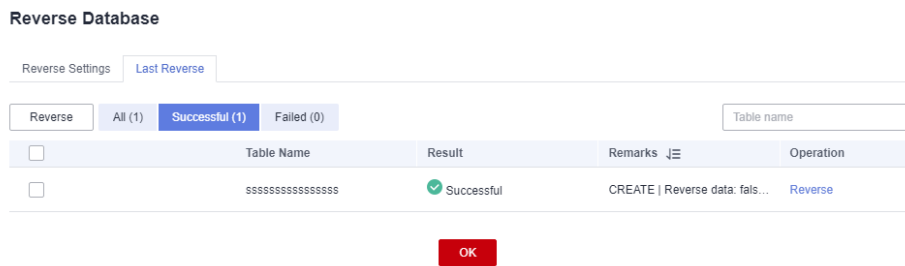 Reverse Database
Reverse Settings Last Reverse
Reverse All (1) Successful (1) Failed (0) Table name
Table Name Result Remarks Operation
ssssssssssssssss Successful CREATE | Reverse data: fals... Reverse
OK